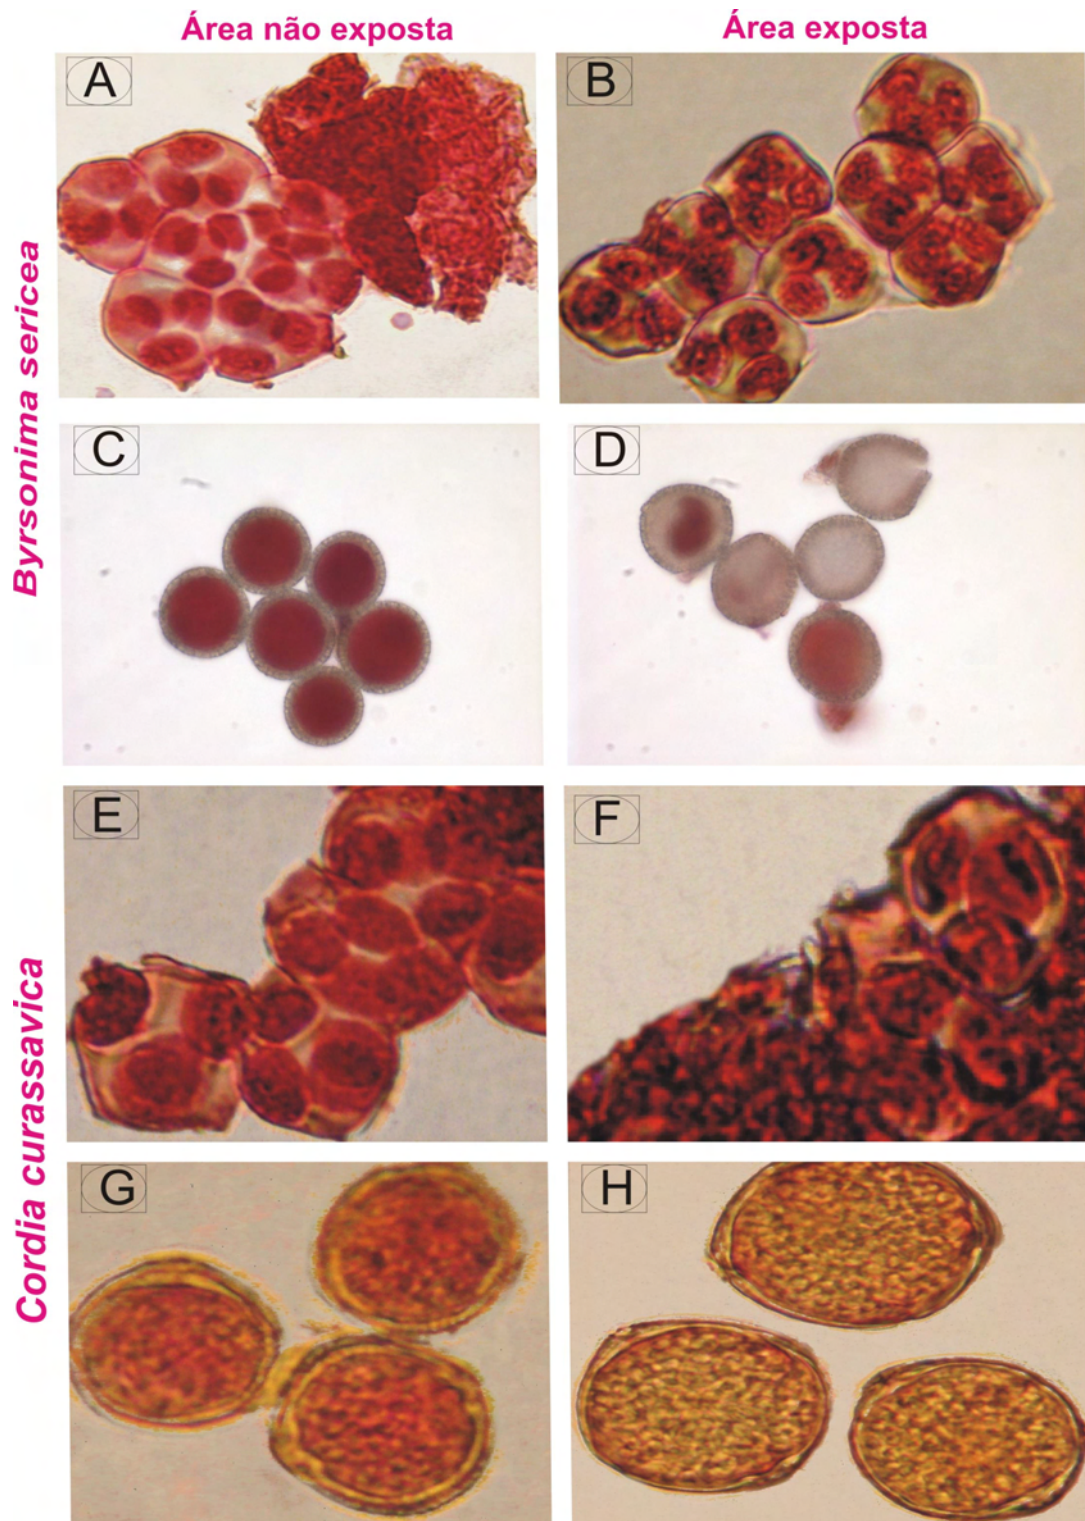 Área não exposta
Área exposta
Byrsonima sericea
A
B
C
D
Cordia curassavica
E
F
G
H